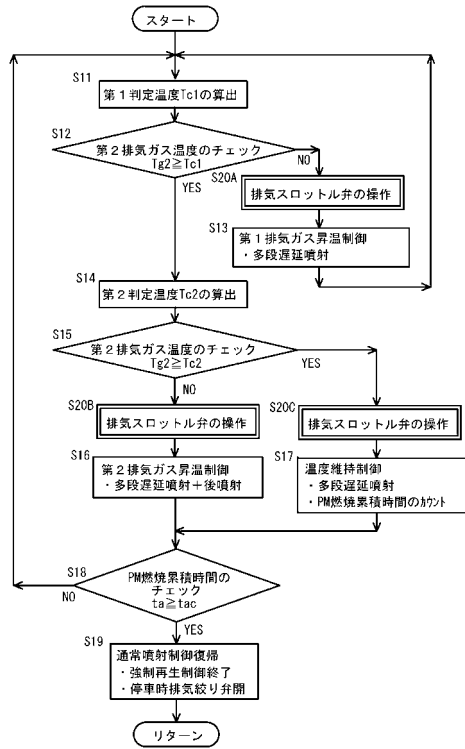 スタート
S11
第1判定温度Tc1の算出
S12
第2排気ガス温度のチェック
Tg2≧Tc1
NO
YES
S20A
排気スロットル弁の操作
S13
第1排気ガス昇温制御
・多段遅延噴射
S14
第2判定温度Tc2の算出
S15
第2排気ガス温度のチェック
Tg2≧Tc2
YES
NO
S20B
排気スロットル弁の操作
S20C
排気スロットル弁の操作
S16
第2排気ガス昇温制御
・多段遅延噴射+後噴射
S17
温度維持制御
・多段遅延噴射
・PM燃焼累積時間のカウント
S18
PM燃焼累積時間の
チェック
ta≧tac
NO
YES
S19
通常噴射制御復帰
・強制再生制御終了
・停車時排気絞り弁開
リターン